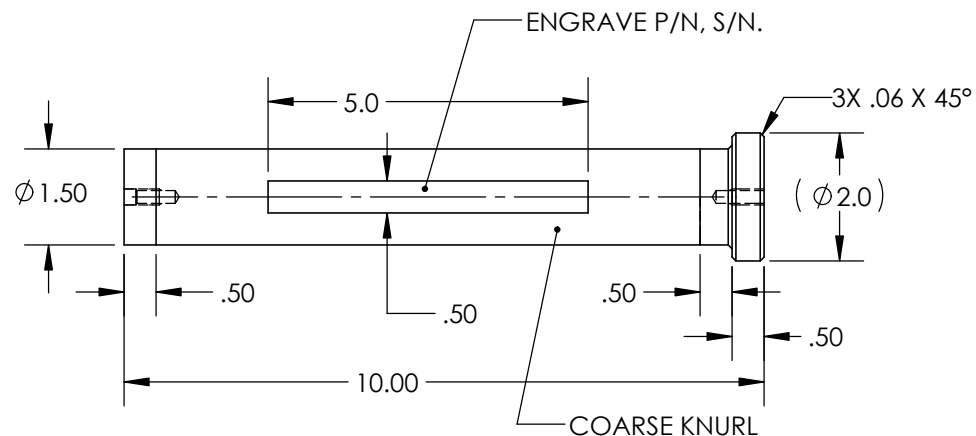 ENGRAVE P/N, S/N.
5.0
3X .06 X 45°
∅1.50
( ∅2.0 )
.50
.50
.50
.50
10.00
COARSE KNURL